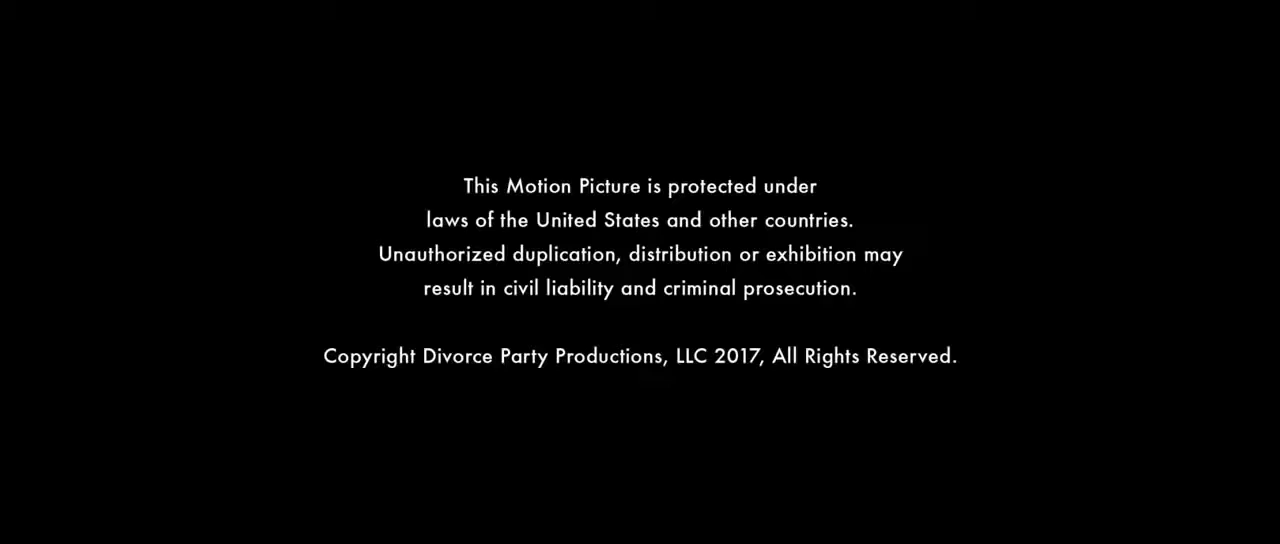 This Motion Picture is protected under
laws of the United States and other countries.
Unauthorized duplication, distribution or exhibition may
result in civil liability and criminal prosecution.
Copyright Divorce Party Productions, LLC 2017, All Rights Reserved.